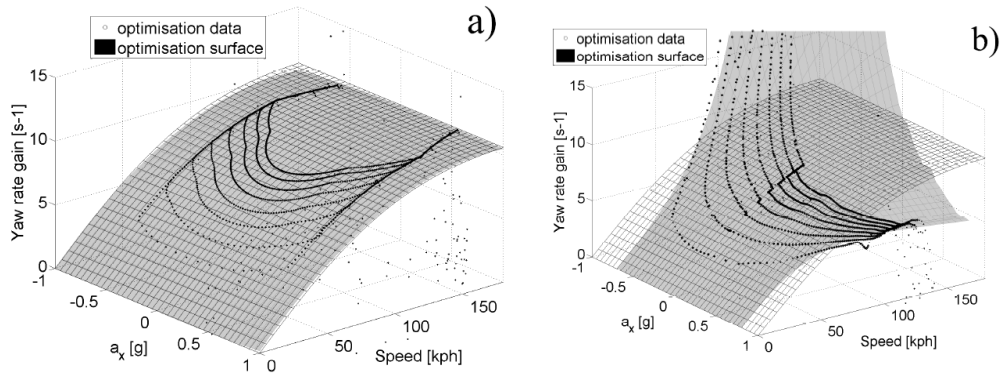 a)
optimisation data
optimisation surface
15
10
5
0
Yaw rate gain [s-1]
-1
-0.5
0
0.5
1
a_x [g]
0
50
100
150
Speed [kph]
b)
optimisation data
optimisation surface
15
10
5
0
Yaw rate gain [s-1]
-1
-0.5
0
0.5
1
a_x [g]
0
50
100
150
Speed [kph]